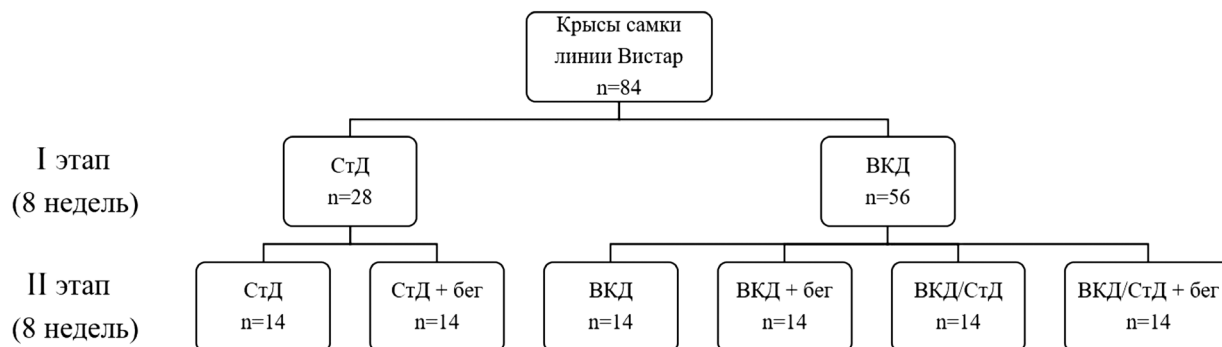 Крысы самки
линии Вистар
n=84
I этап
(8 недель)
СтД
n=28
ВКД
n=56
II этап
(8 недель)
СтД
n=14
СтД + бег
n=14
ВКД
n=14
ВКД + бег
n=14
ВКД/СтД
n=14
ВКД/СтД + бег
n=14